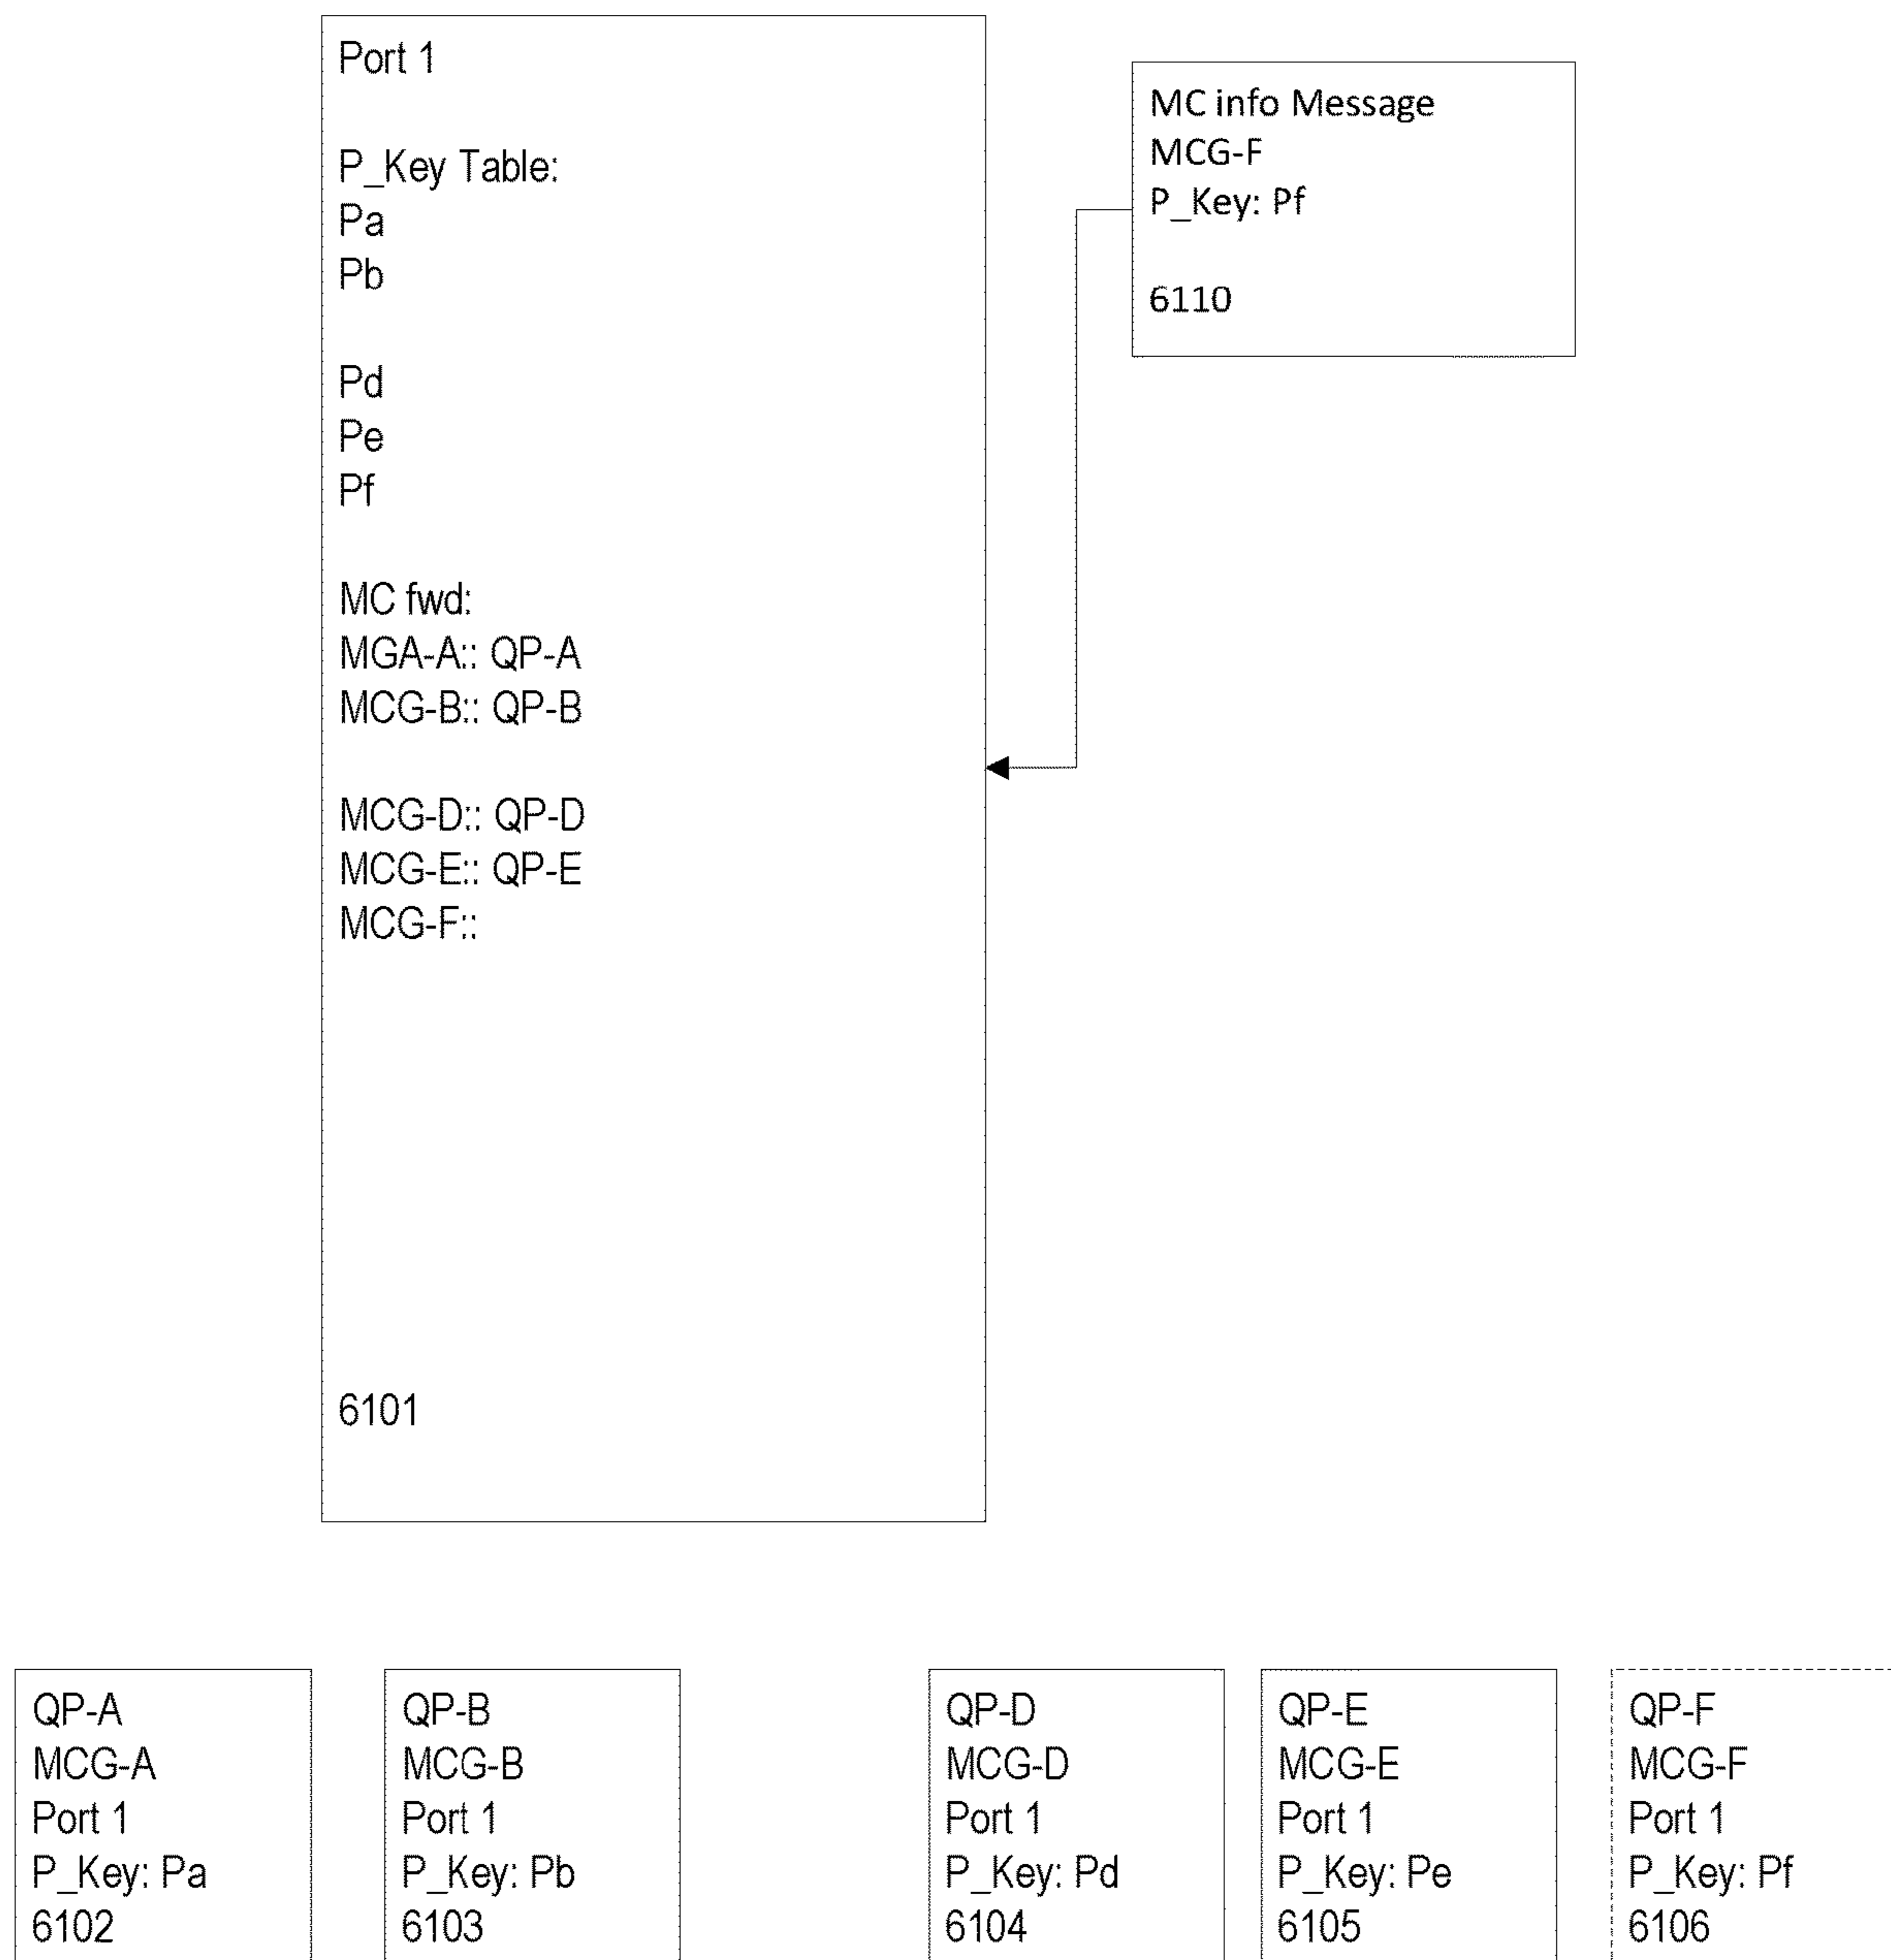 Port 1
P_Key Table:
Pa
Pb
Pd
Pe
Pf
MC fwd:
MGA-A:: QP-A
MCG-B:: QP-B
MCG-D:: QP-D
MCG-E:: QP-E
MCG-F::
6101
MC info Message
MCG-F
P_Key: Pf
6110
QP-A
MCG-A
Port 1
P_Key: Pa
6102
QP-B
MCG-B
Port 1
P_Key: Pb
6103
QP-D
MCG-D
Port 1
P_Key: Pd
6104
QP-E
MCG-E
Port 1
P_Key: Pe
6105
QP-F
MCG-F
Port 1
P_Key: Pf
6106